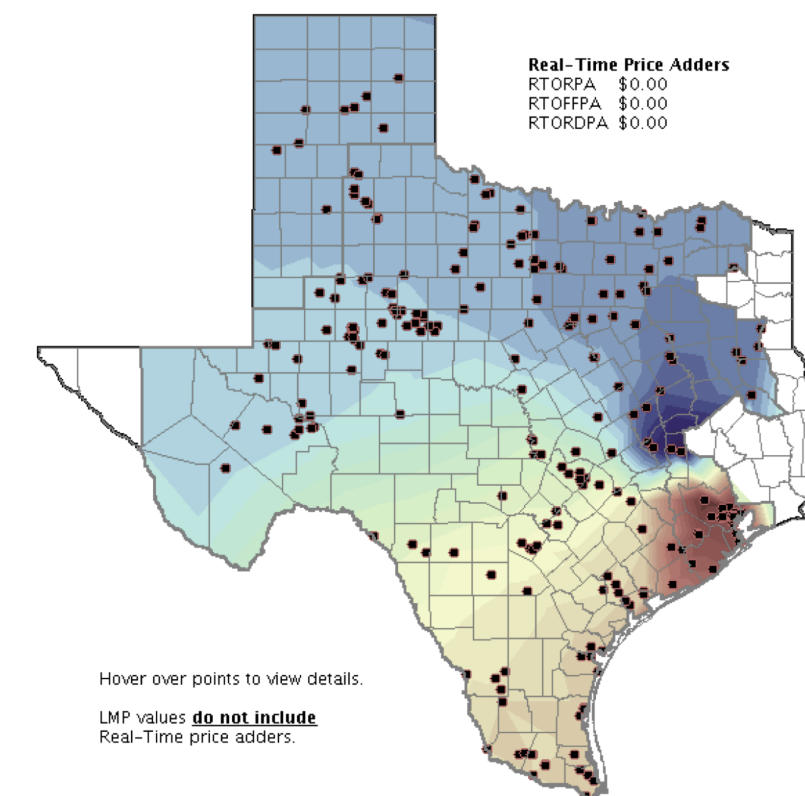 Real-Time Price Adders
RTORPA $0.00
RTOFFPA $0.00
RTORDPA $0.00
Hover over points to view details.
LMP values do not include
Real-Time price adders.